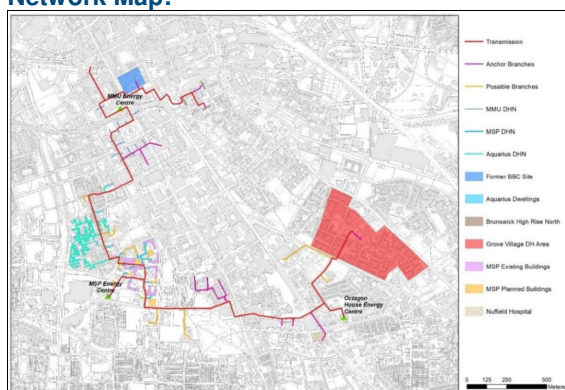 Network Map:
MMU Energy
Centre
MSP Energy
Centre
Octagon
House Energy
Centre
Transmission
Anchor Branches
Possible Branches
MMU DHN
MSP DHN
Aquarius DHN
Former BBC Site
Aquarius Dwellings
Brunswick High Rise North
Grove Village DH Area
MSP Existing Buildings
MSP Planned Buildings
Nuffield Hospital
0 125 250 500
Meters